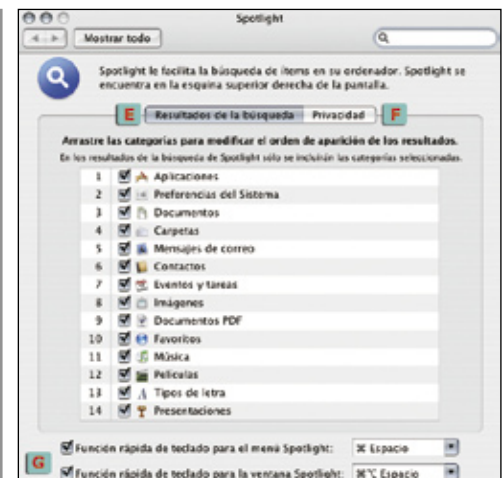 Spotlight
Mostrar todo
Spotlight le facilita la búsqueda de ítems en su ordenador. Spotlight se
encuentra en la esquina superior derecha de la pantalla.
E Resultados de la búsqueda Privacidad F
Arrastre las categorías para modificar el orden de aparición de los resultados.
En los resultados de la búsqueda de Spotlight sólo se incluirán las categorías seleccionadas.
1 Aplicaciones
2 Preferencias del Sistema
3 Documentos
4 Carpetas
5 Mensajes de correo
6 Contactos
7 Eventos y tareas
8 Imágenes
9 Documentos PDF
10 Favoritos
11 Música
12 Películas
13 Tipos de letra
14 Presentaciones
Función rápida de teclado para el menú Spotlight: ⌘ Espacio
G
Función rápida de teclado para la ventana Spotlight: ⌘⌥ Espacio